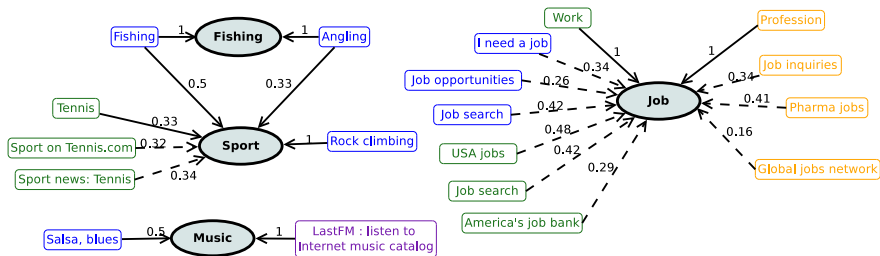 Fishing
1
Fishing
1
Angling
0.5
0.33
Tennis
0.33
Sport on Tennis.com
0.32
Sport
1
Rock climbing
Sport news: Tennis
0.34
Salsa, blues
0.5
Music
1
LastFM : listen to
Internet music catalog
Work
1
Profession
1
I need a job
0.34
Job inquiries
0.34
Job opportunities
0.26
Job
0.41
Pharma jobs
Job search
0.42
0.16
USA jobs
0.48
Global jobs network
Job search
0.42
America's job bank
0.29